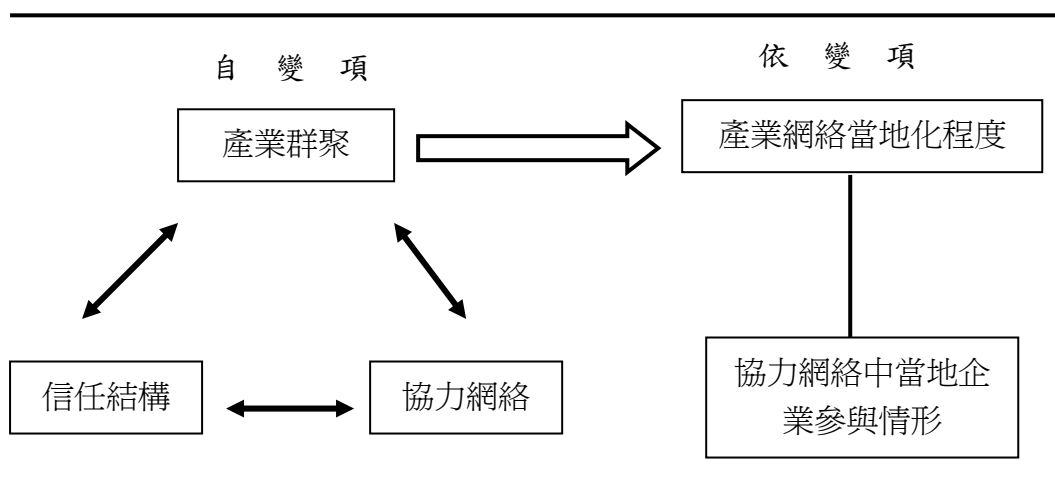 自變項
依變項
產業群聚
產業網絡當地化程度
信任結構
協力網絡
協力網絡中當地企
業參與情形